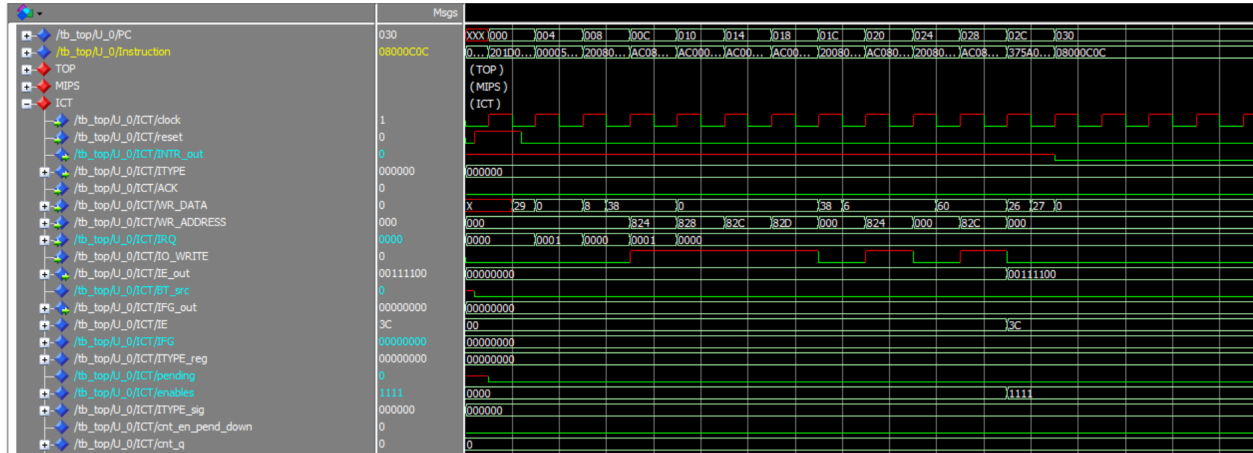 Msgs
/tb_top/U_0/PC 030 XXX 000 004 008 00C 010 014 018 01C 020 024 028 02C 030
/tb_top/U_0/Instruction 08000C0C 0... 201D0... 00005... 20080... AC08... AC000... AC00... AC00... 20080... AC080... 20080... AC08... 375A0... 08000C0C
TOP (TOP)
MIPS (MIPS)
ICT (ICT)
/tb_top/U_0/ICT/clock 1
/tb_top/U_0/ICT/reset 0
/tb_top/U_0/ICT/INTR_out 0
/tb_top/U_0/ICT/ITYPE 000000 000000
/tb_top/U_0/ICT/ACK 0
/tb_top/U_0/ICT/WR_DATA 0 X 29 0 8 38 0 38 6 60 26 27 0
/tb_top/U_0/ICT/WR_ADDRESS 000 000 824 828 82C 82D 000 824 000 82C 000
/tb_top/U_0/ICT/IRQ 0000 0000 0001 0000 0001 0000
/tb_top/U_0/ICT/IO_WRITE 0
/tb_top/U_0/ICT/IE_out 00111100 00000000 00111100
/tb_top/U_0/ICT/BT_src 0
/tb_top/U_0/ICT/IFG_out 00000000 00000000
/tb_top/U_0/ICT/IE 3C 00 3C
/tb_top/U_0/ICT/IFG 00000000 00000000
/tb_top/U_0/ICT/ITYPE_reg 00000000 00000000
/tb_top/U_0/ICT/pending 0
/tb_top/U_0/ICT/enables 1111 0000 1111
/tb_top/U_0/ICT/ITYPE_sig 000000 000000
/tb_top/U_0/ICT/cnt_en_pend_down 0
/tb_top/U_0/ICT/cnt_q 0 0